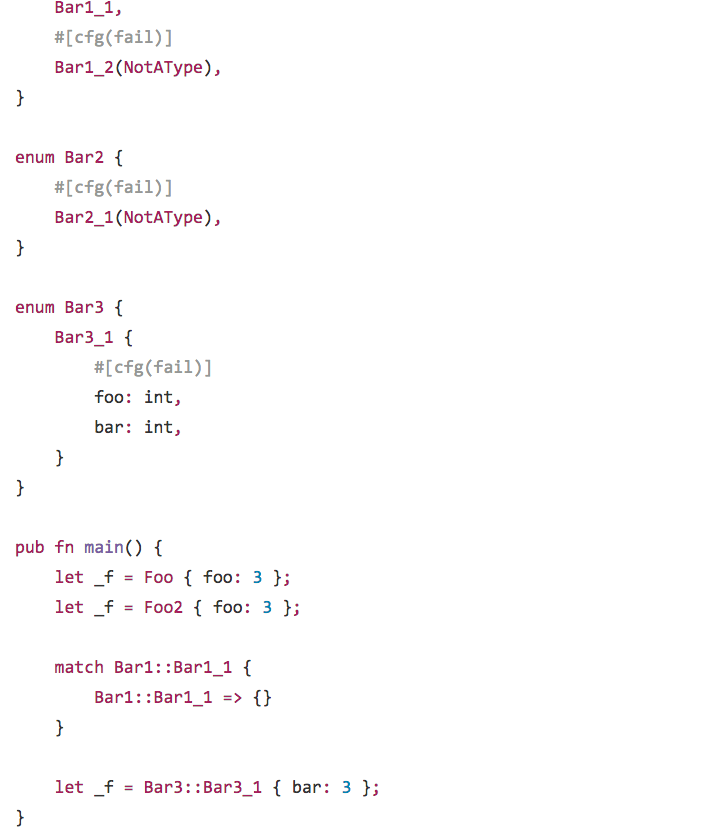 Bar1_1,
    #[cfg(fail)]
    Bar1_2(NotAType),
}

enum Bar2 {
    #[cfg(fail)]
    Bar2_1(NotAType),
}

enum Bar3 {
    Bar3_1 {
        #[cfg(fail)]
        foo: int,
        bar: int,
    }
}

pub fn main() {
    let _f = Foo { foo: 3 };
    let _f = Foo2 { foo: 3 };

    match Bar1::Bar1_1 {
        Bar1::Bar1_1 => {}
    }

    let _f = Bar3::Bar3_1 { bar: 3 };
}